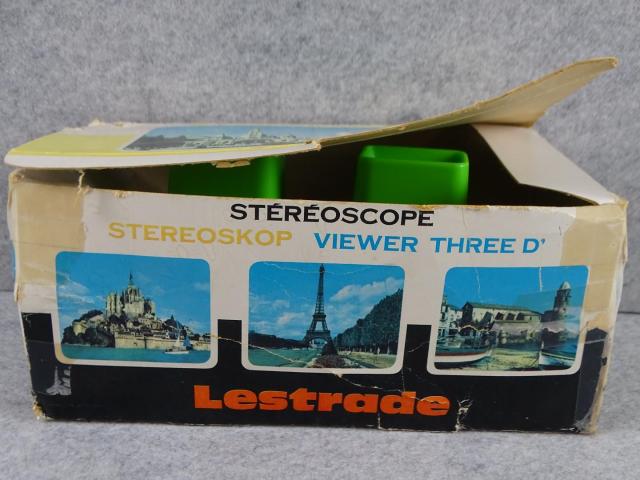 STÉRÉOSCOPE
STEREOSKOP VIEWER THREE D'
Lestrade